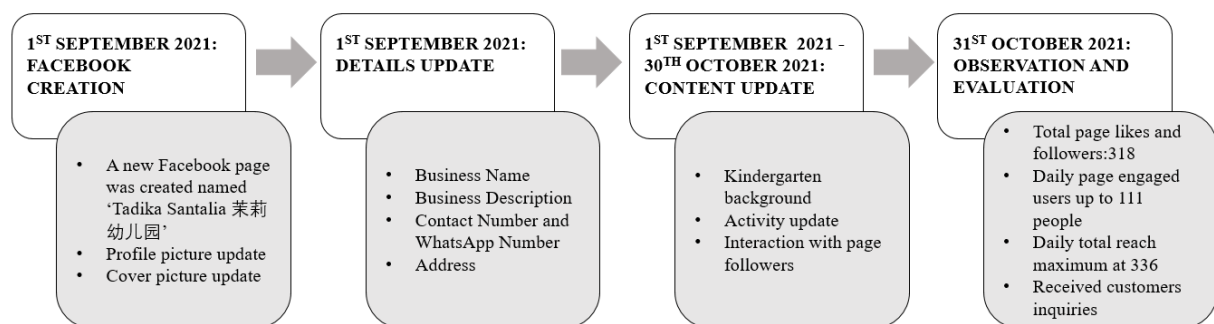 1ST SEPTEMBER 2021:
FACEBOOK
CREATION
• A new Facebook page
was created named
‘Tadika Santalia 茉莉
幼儿园’
• Profile picture update
• Cover picture update
1ST SEPTEMBER 2021:
DETAILS UPDATE
• Business Name
• Business Description
• Contact Number and
WhatsApp Number
• Address
1ST SEPTEMBER 2021 -
30TH OCTOBER 2021:
CONTENT UPDATE
• Kindergarten
background
• Activity update
• Interaction with page
followers
31ST OCTOBER 2021:
OBSERVATION AND
EVALUATION
• Total page likes and
followers:318
• Daily page engaged
users up to 111
people
• Daily total reach
maximum at 336
• Received customers
inquiries